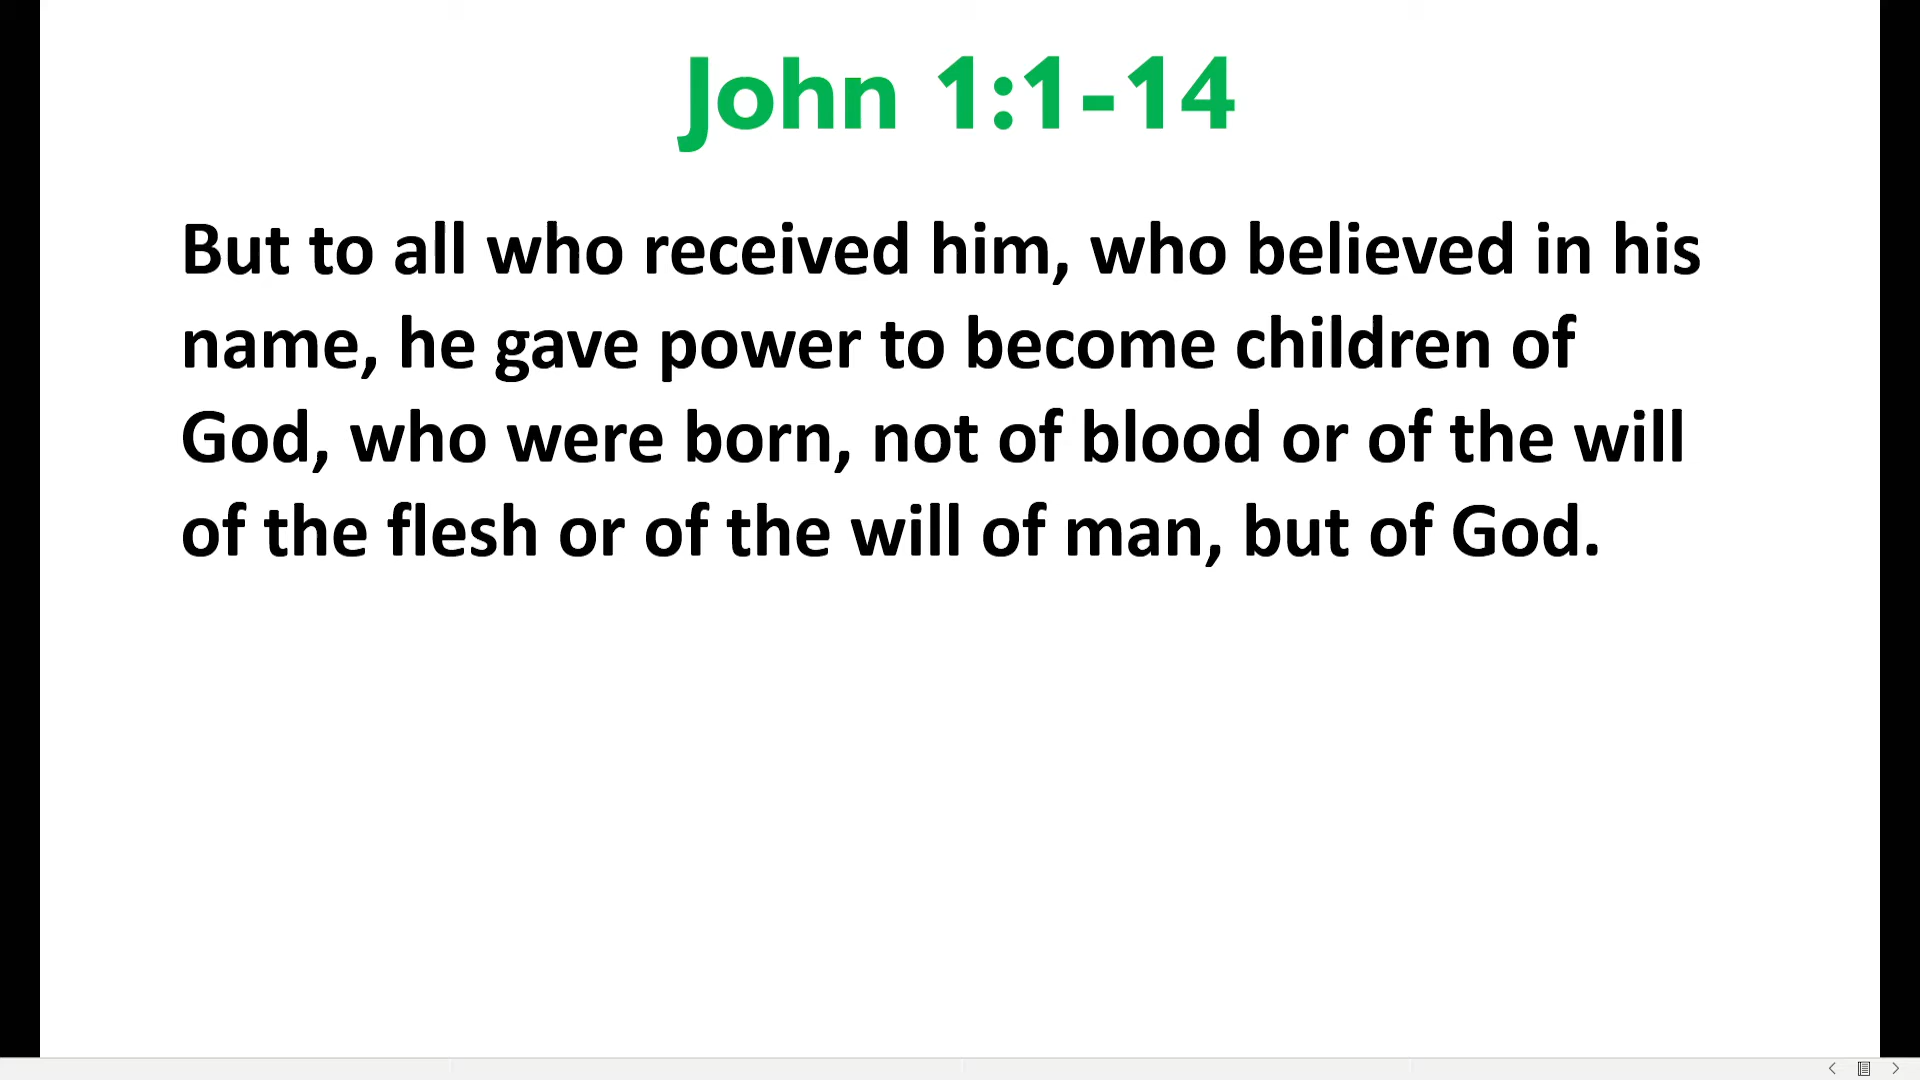 John 1:1-14
But to all who received him, who believed in his
name, he gave power to become children of
God, who were born, not of blood or of the will
of the flesh or of the will of man, but of God.